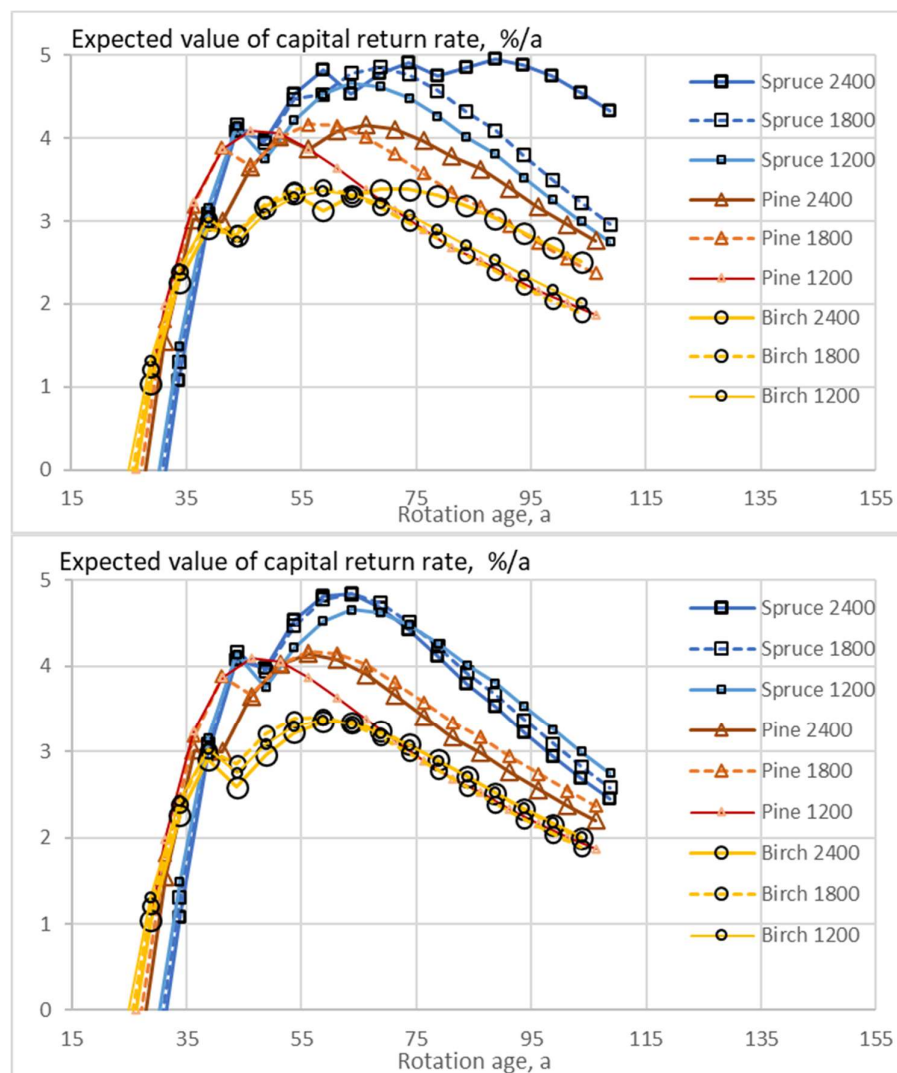 Expected value of capital return rate, %/a
5
4
3
2
1
0
15 35 55 75 95 115 135 155
Rotation age, a
Spruce 2400
Spruce 1800
Spruce 1200
Pine 2400
Pine 1800
Pine 1200
Birch 2400
Birch 1800
Birch 1200
Expected value of capital return rate, %/a
5
4
3
2
1
0
15 35 55 75 95 115 135 155
Rotation age, a
Spruce 2400
Spruce 1800
Spruce 1200
Pine 2400
Pine 1800
Pine 1200
Birch 2400
Birch 1800
Birch 1200